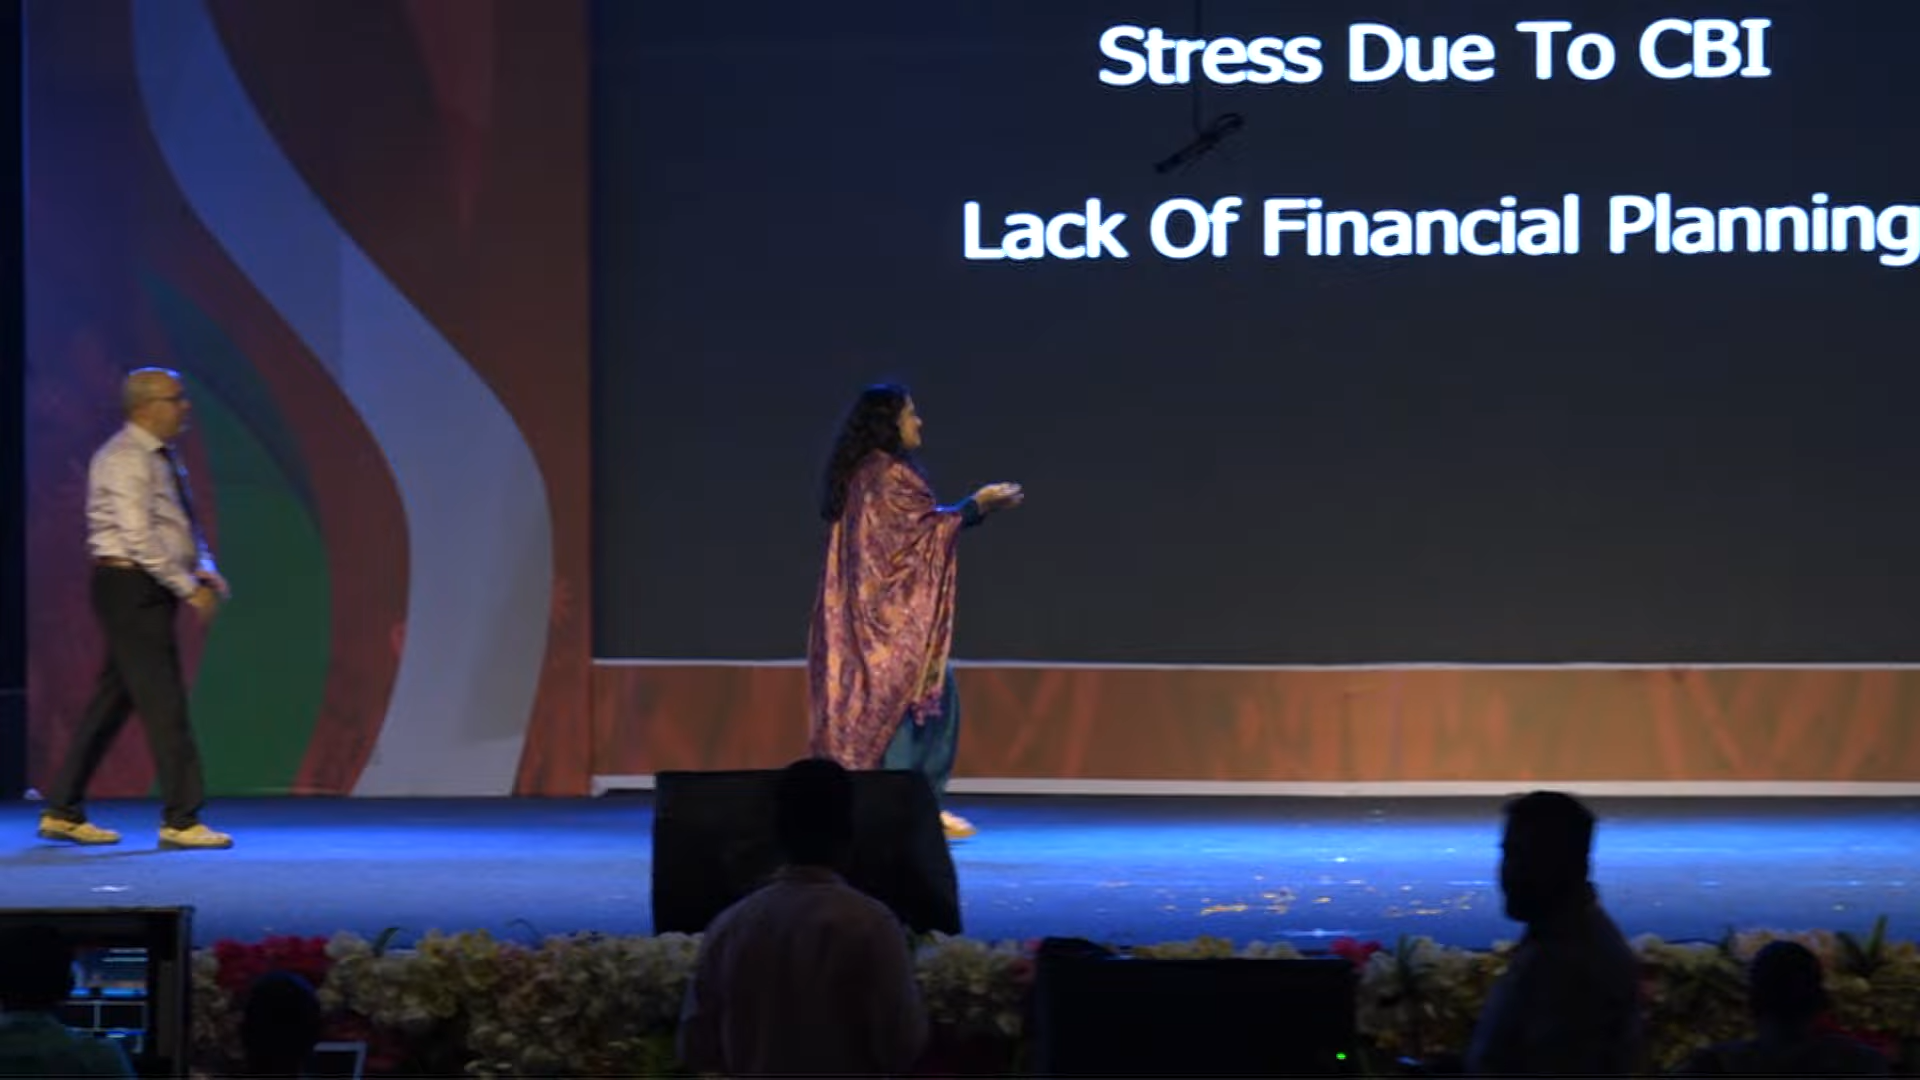 Stress Due To CBI
Lack Of Financial Planning